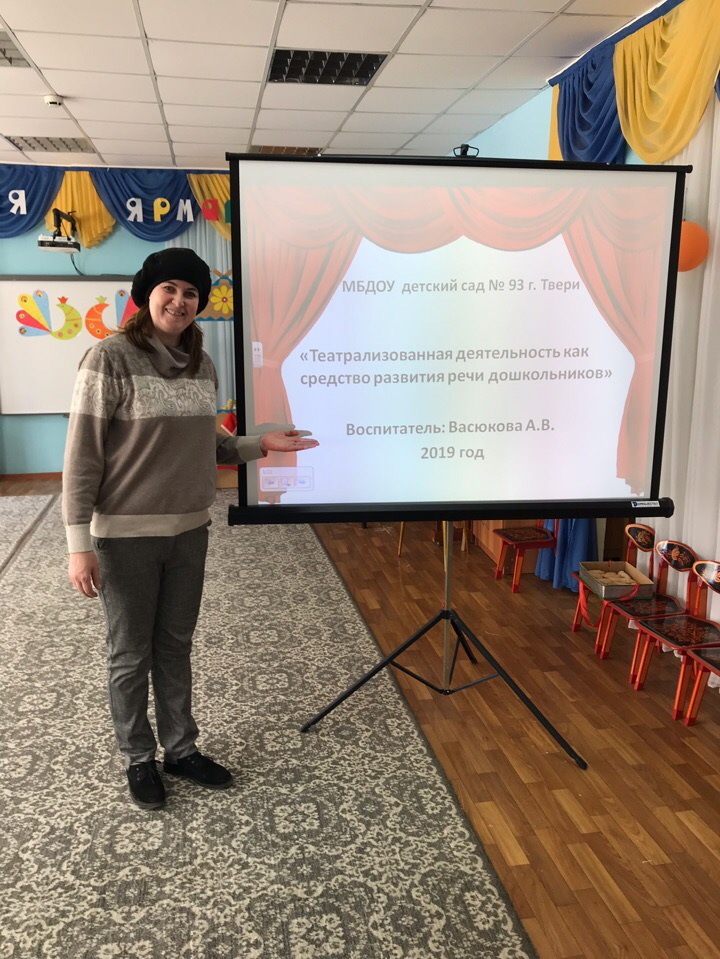 Я ЯРМА
МБДОУ детский сад № 93 г. Твери
«Театрализованная деятельность как
средство развития речи дошкольников»
Воспитатель: Васюкова А.В.
2019 год